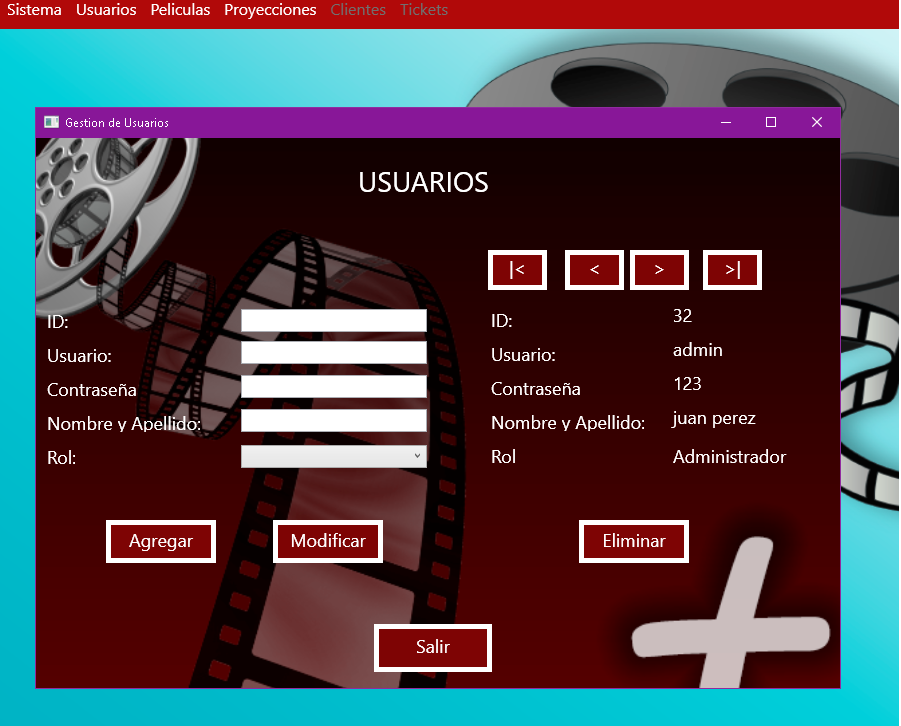 Sistema Usuarios Peliculas Proyecciones Clientes Tickets
Gestion de Usuarios
USUARIOS
|< < > >|
ID:
Usuario:
Contraseña
Nombre y Apellido:
Rol:
ID: 32
Usuario: admin
Contraseña 123
Nombre y Apellido: juan perez
Rol Administrador
Agregar Modificar Eliminar
Salir